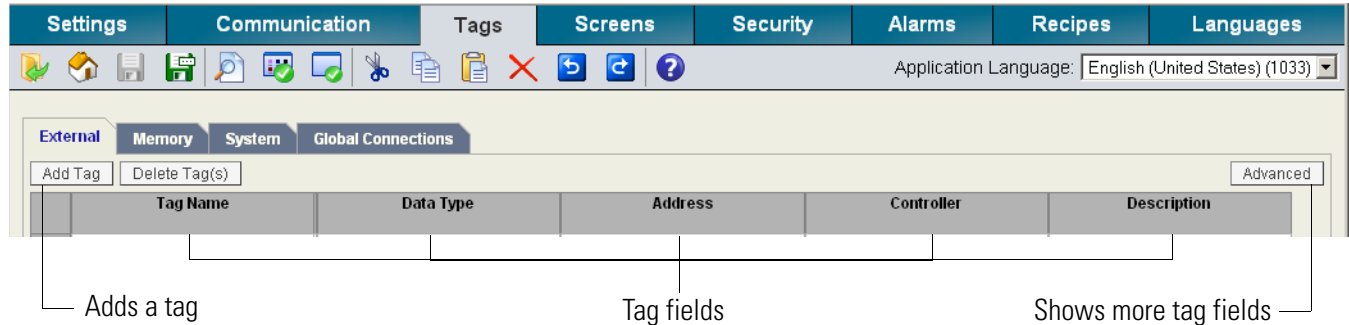 Settings Communication Tags Screens Security Alarms Recipes Languages
Application Language: English (United States) (1033)
External Memory System Global Connections
Add Tag Delete Tag(s) Advanced
Tag Name Data Type Address Controller Description
Adds a tag Tag fields Shows more tag fields